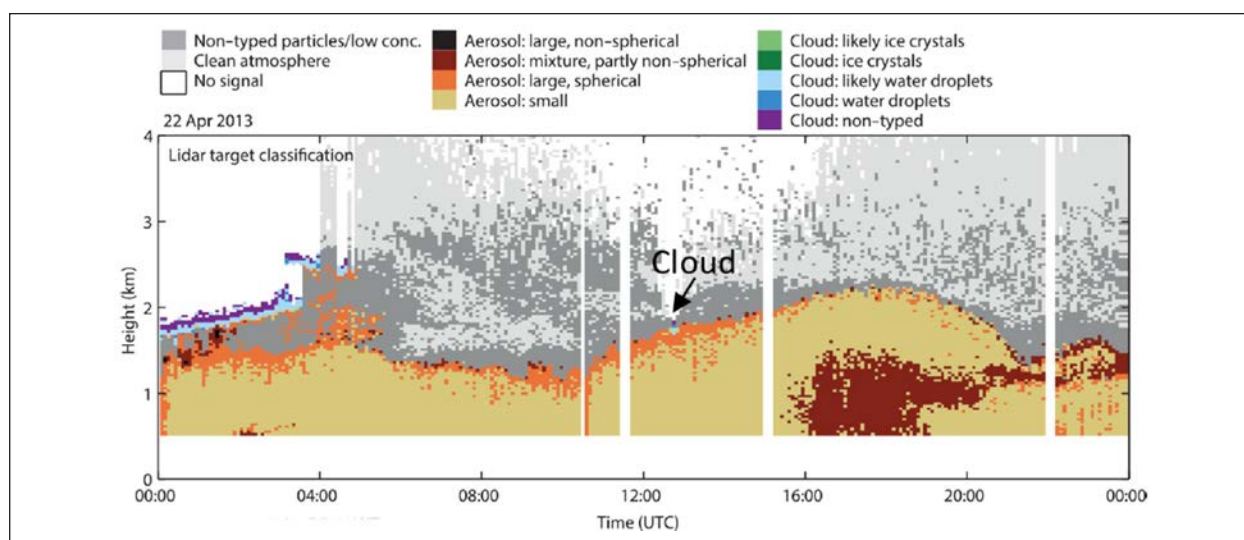 Non-typed particles/low conc.
Clean atmosphere
No signal
Aerosol: large, non-spherical
Aerosol: mixture, partly non-spherical
Aerosol: large, spherical
Aerosol: small
Cloud: likely ice crystals
Cloud: ice crystals
Cloud: likely water droplets
Cloud: water droplets
Cloud: non-typed
22 Apr 2013
Lidar target classification
Cloud
Height (km)
4
3
2
1
0
00:00 04:00 08:00 12:00 16:00 20:00 00:00
Time (UTC)